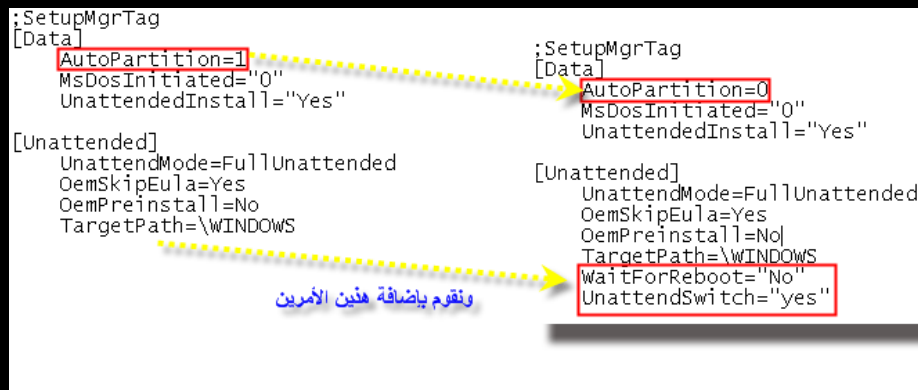 ;SetupMgrTag
[Data]
AutoPartition=1
MsDosInitiated="0"
UnattendedInstall="Yes"
[Unattended]
UnattendMode=FullUnattended
OemSkipEula=Yes
OemPreinstall=No
TargetPath=\WINDOWS
ونقوم بإضافة هذين الأمرين
;SetupMgrTag
[Data]
AutoPartition=0
MsDosInitiated="0"
UnattendedInstall="Yes"
[Unattended]
UnattendMode=FullUnattended
OemSkipEula=Yes
OemPreinstall=No
TargetPath=\WINDOWS
WaitForReboot="No"
UnattendSwitch="yes"